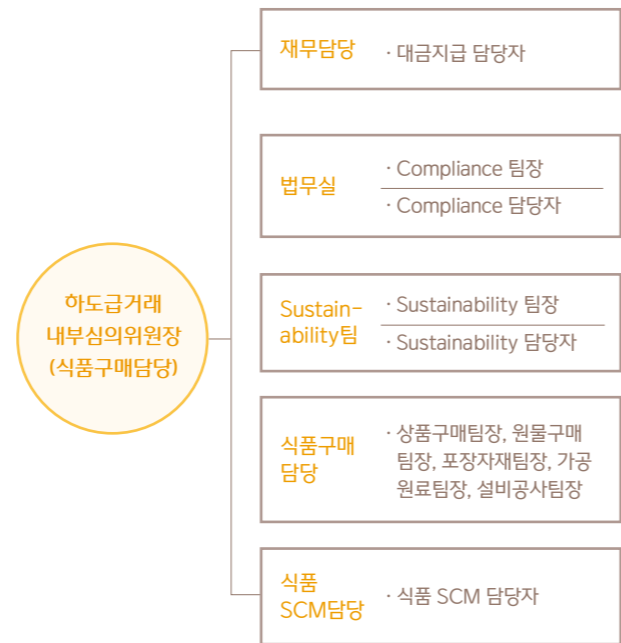 재무담당
· 대금지급 담당자
법무실
· Compliance 팀장
· Compliance 담당자
하도급거래
내부심의위원장
(식품구매담당)
Sustain-
ability팀
· Sustainability 팀장
· Sustainability 담당자
식품구매
담당
· 상품구매팀장, 원물구매
팀장, 포장자재팀장, 가공
원료팀장, 설비공사팀장
식품
SCM담당
· 식품 SCM 담당자